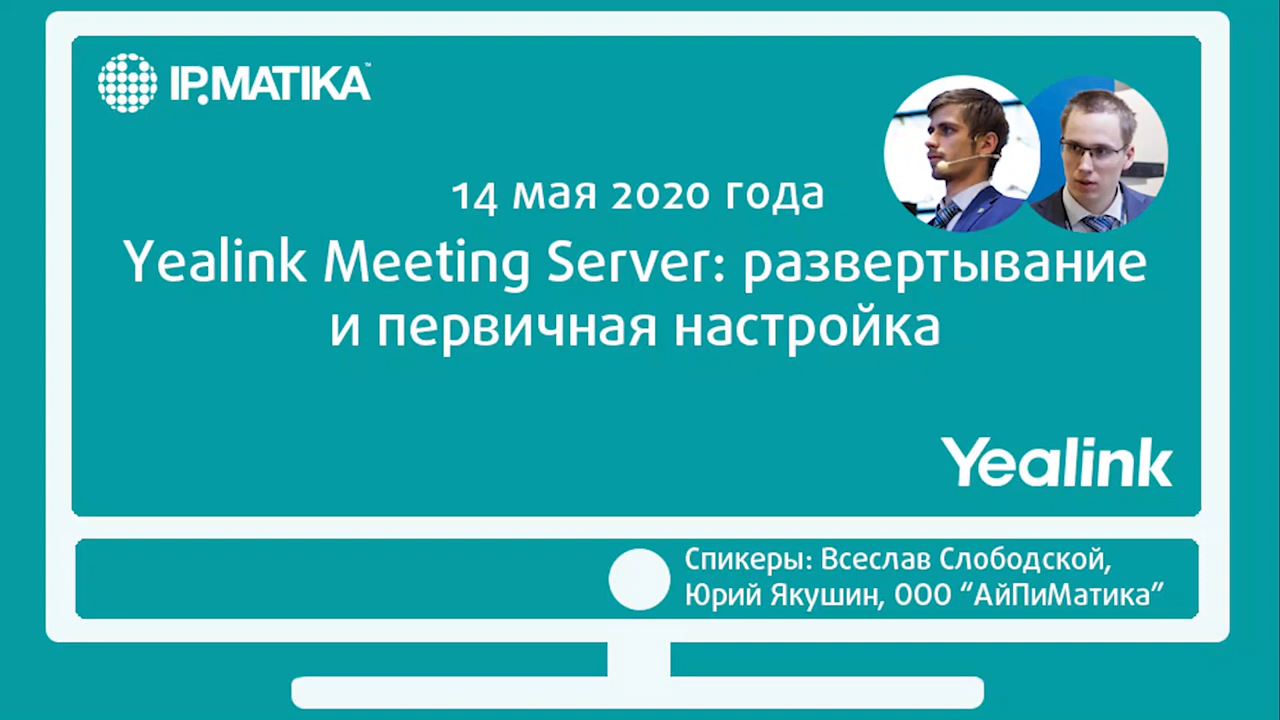 IP.MATIKA™
14 мая 2020 года
Yealink Meeting Server: развертывание
и первичная настройка
Yealink
Спикеры: Всеслав Слободской,
Юрий Якушин, ООО “АйПиМатика”